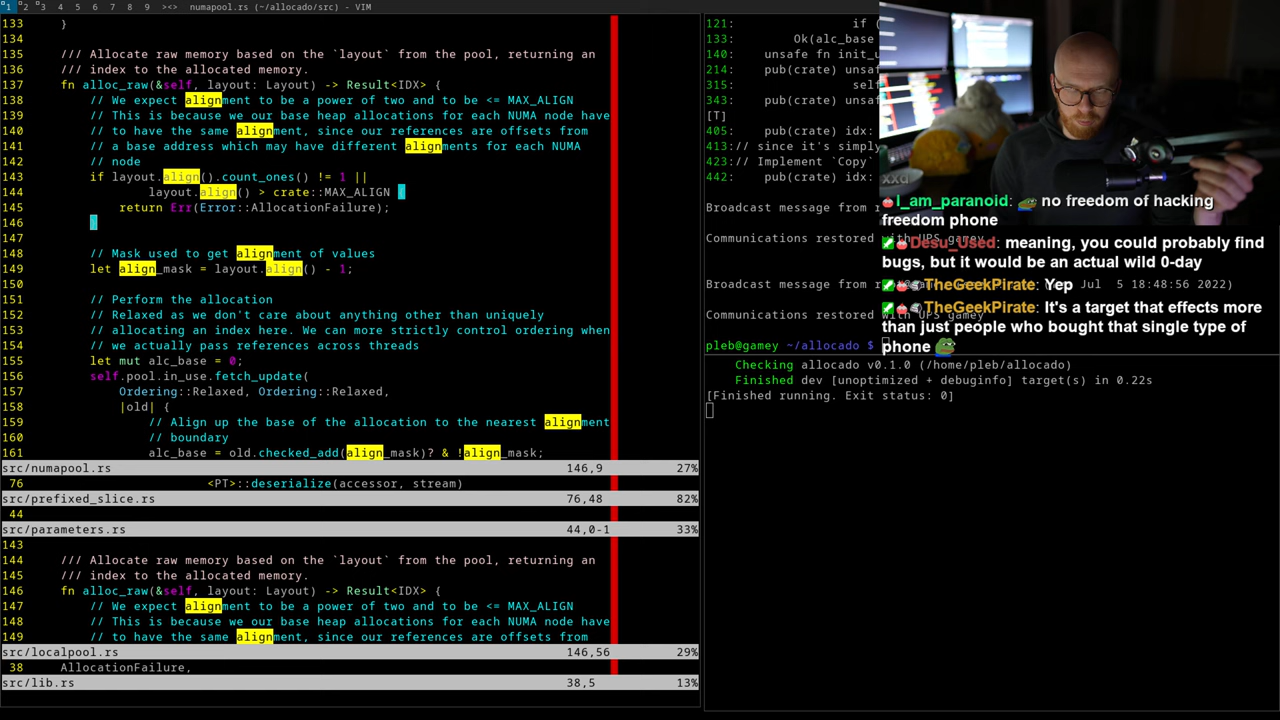 1 2 3 4 5 6 7 8 9 ><> numapool.rs (~/allocado/src) - VIM
133 }
134
135 /// Allocate raw memory based on the `layout` from the pool, returning an
136 /// index to the allocated memory.
137 fn alloc_raw(&self, layout: Layout) -> Result<IDX> {
138 // We expect alignment to be a power of two and to be <= MAX_ALIGN
139 // This is because we our base heap allocations for each NUMA node have
140 // to have the same alignment, since our references are offsets from
141 // a base address which may have different alignments for each NUMA
142 // node
143 if layout.align().count_ones() != 1 ||
144 layout.align() > crate::MAX_ALIGN {
145 return Err(Error::AllocationFailure);
146 }
147
148 // Mask used to get alignment of values
149 let align_mask = layout.align() - 1;
150
151 // Perform the allocation
152 // Relaxed as we don't care about anything other than uniquely
153 // allocating an index here. We can more strictly control ordering when
154 // we actually pass references across threads
155 let mut alc_base = 0;
156 self.pool.in_use.fetch_update(
157 Ordering::Relaxed, Ordering::Relaxed,
158 |old| {
159 // Align up the base of the allocation to the nearest alignment
160 // boundary
161 alc_base = old.checked_add(align_mask)? & !align_mask;
src/numapool.rs 146,9 27%
76 <PT>::deserialize(accessor, stream)
src/prefixed_slice.rs 76,48 82%
44
src/parameters.rs 44,0-1 33%
143
144 /// Allocate raw memory based on the `layout` from the pool, returning an
145 /// index to the allocated memory.
146 fn alloc_raw(&self, layout: Layout) -> Result<IDX> {
147 // We expect alignment to be a power of two and to be <= MAX_ALIGN
148 // This is because we our base heap allocations for each NUMA node have
149 // to have the same alignment, since our references are offsets from
src/localpool.rs 146,56 29%
38 AllocationFailure,
src/lib.rs 38,5 13%
121: if (
133: Ok(alc_base
140: unsafe fn init_u
214: pub(crate) unsa
315: self
343: pub(crate) unsa
[T]
405: pub(crate) idx:
413:// since it's simply
423:// Implement `Copy`
442: pub(crate) idx:
Broadcast message from r
Communications restored with UPS gamey
Broadcast message from r Jul 5 18:48:56 2022)
Communications restored with UPS gamey
pleb@gamey ~/allocado $
xxd
I_am_paranoid: no freedom of hacking
freedom phone
Desu_Used: meaning, you could probably find
bugs, but it would be an actual wild 0-day
TheGeekPirate: Yep
TheGeekPirate: It's a target that effects more
than just people who bought that single type of
phone
Checking allocado v0.1.0 (/home/pleb/allocado)
Finished dev [unoptimized + debuginfo] target(s) in 0.22s
[Finished running. Exit status: 0]